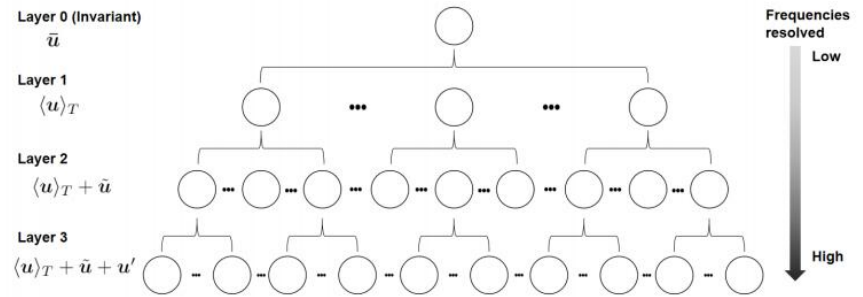 Layer 0 (Invariant)
ū
Layer 1
⟨u⟩_T
Layer 2
⟨u⟩_T + ũ
Layer 3
⟨u⟩_T + ũ + u′
Frequencies
resolved
Low
High